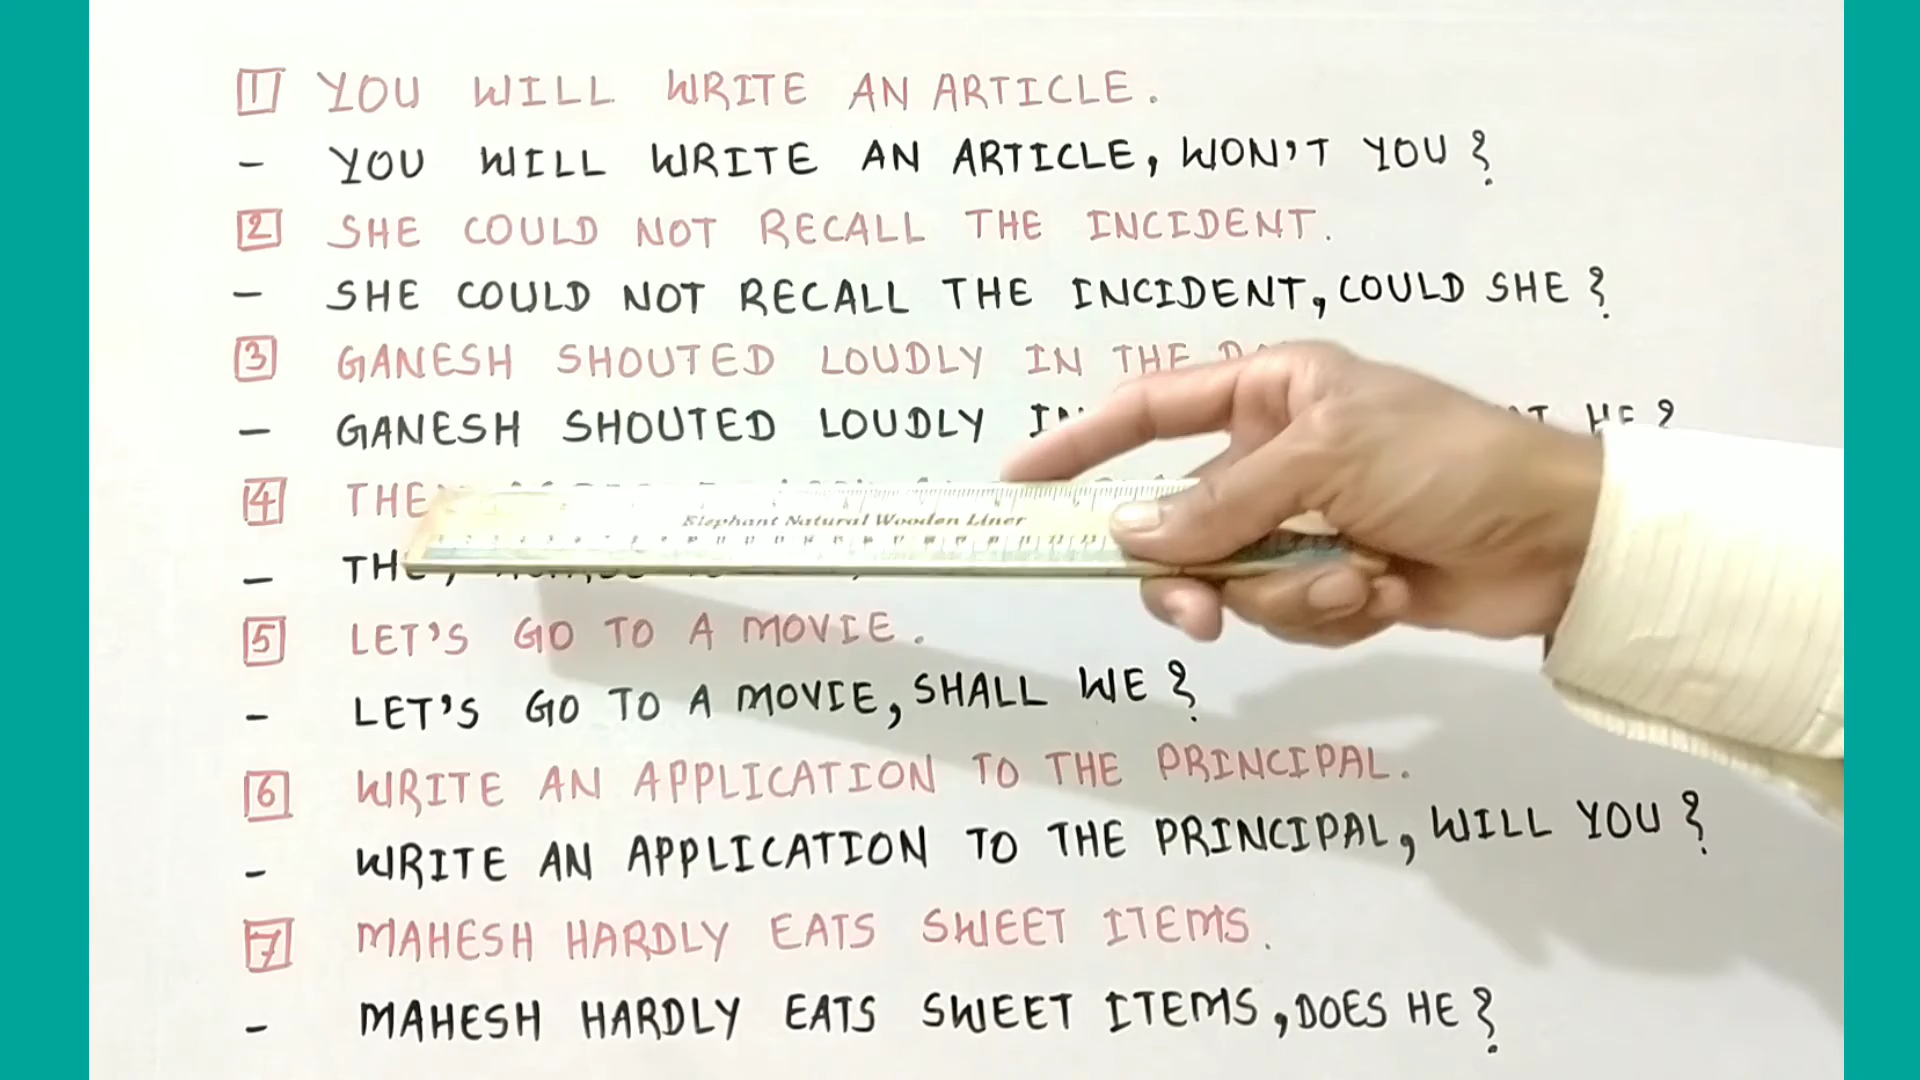 1 YOU WILL WRITE AN ARTICLE.
- YOU WILL WRITE AN ARTICLE, WON'T YOU?
2 SHE COULD NOT RECALL THE INCIDENT.
- SHE COULD NOT RECALL THE INCIDENT, COULD SHE?
3 GANESH SHOUTED LOUDLY IN THE
- GANESH SHOUTED LOUDLY HE?
4
Elephant Natural Wooden Liner
-
5 LET'S GO TO A MOVIE.
- LET'S GO TO A MOVIE, SHALL WE?
6 WRITE AN APPLICATION TO THE PRINCIPAL.
- WRITE AN APPLICATION TO THE PRINCIPAL, WILL YOU?
7 MAHESH HARDLY EATS SWEET ITEMS.
- MAHESH HARDLY EATS SWEET ITEMS, DOES HE?